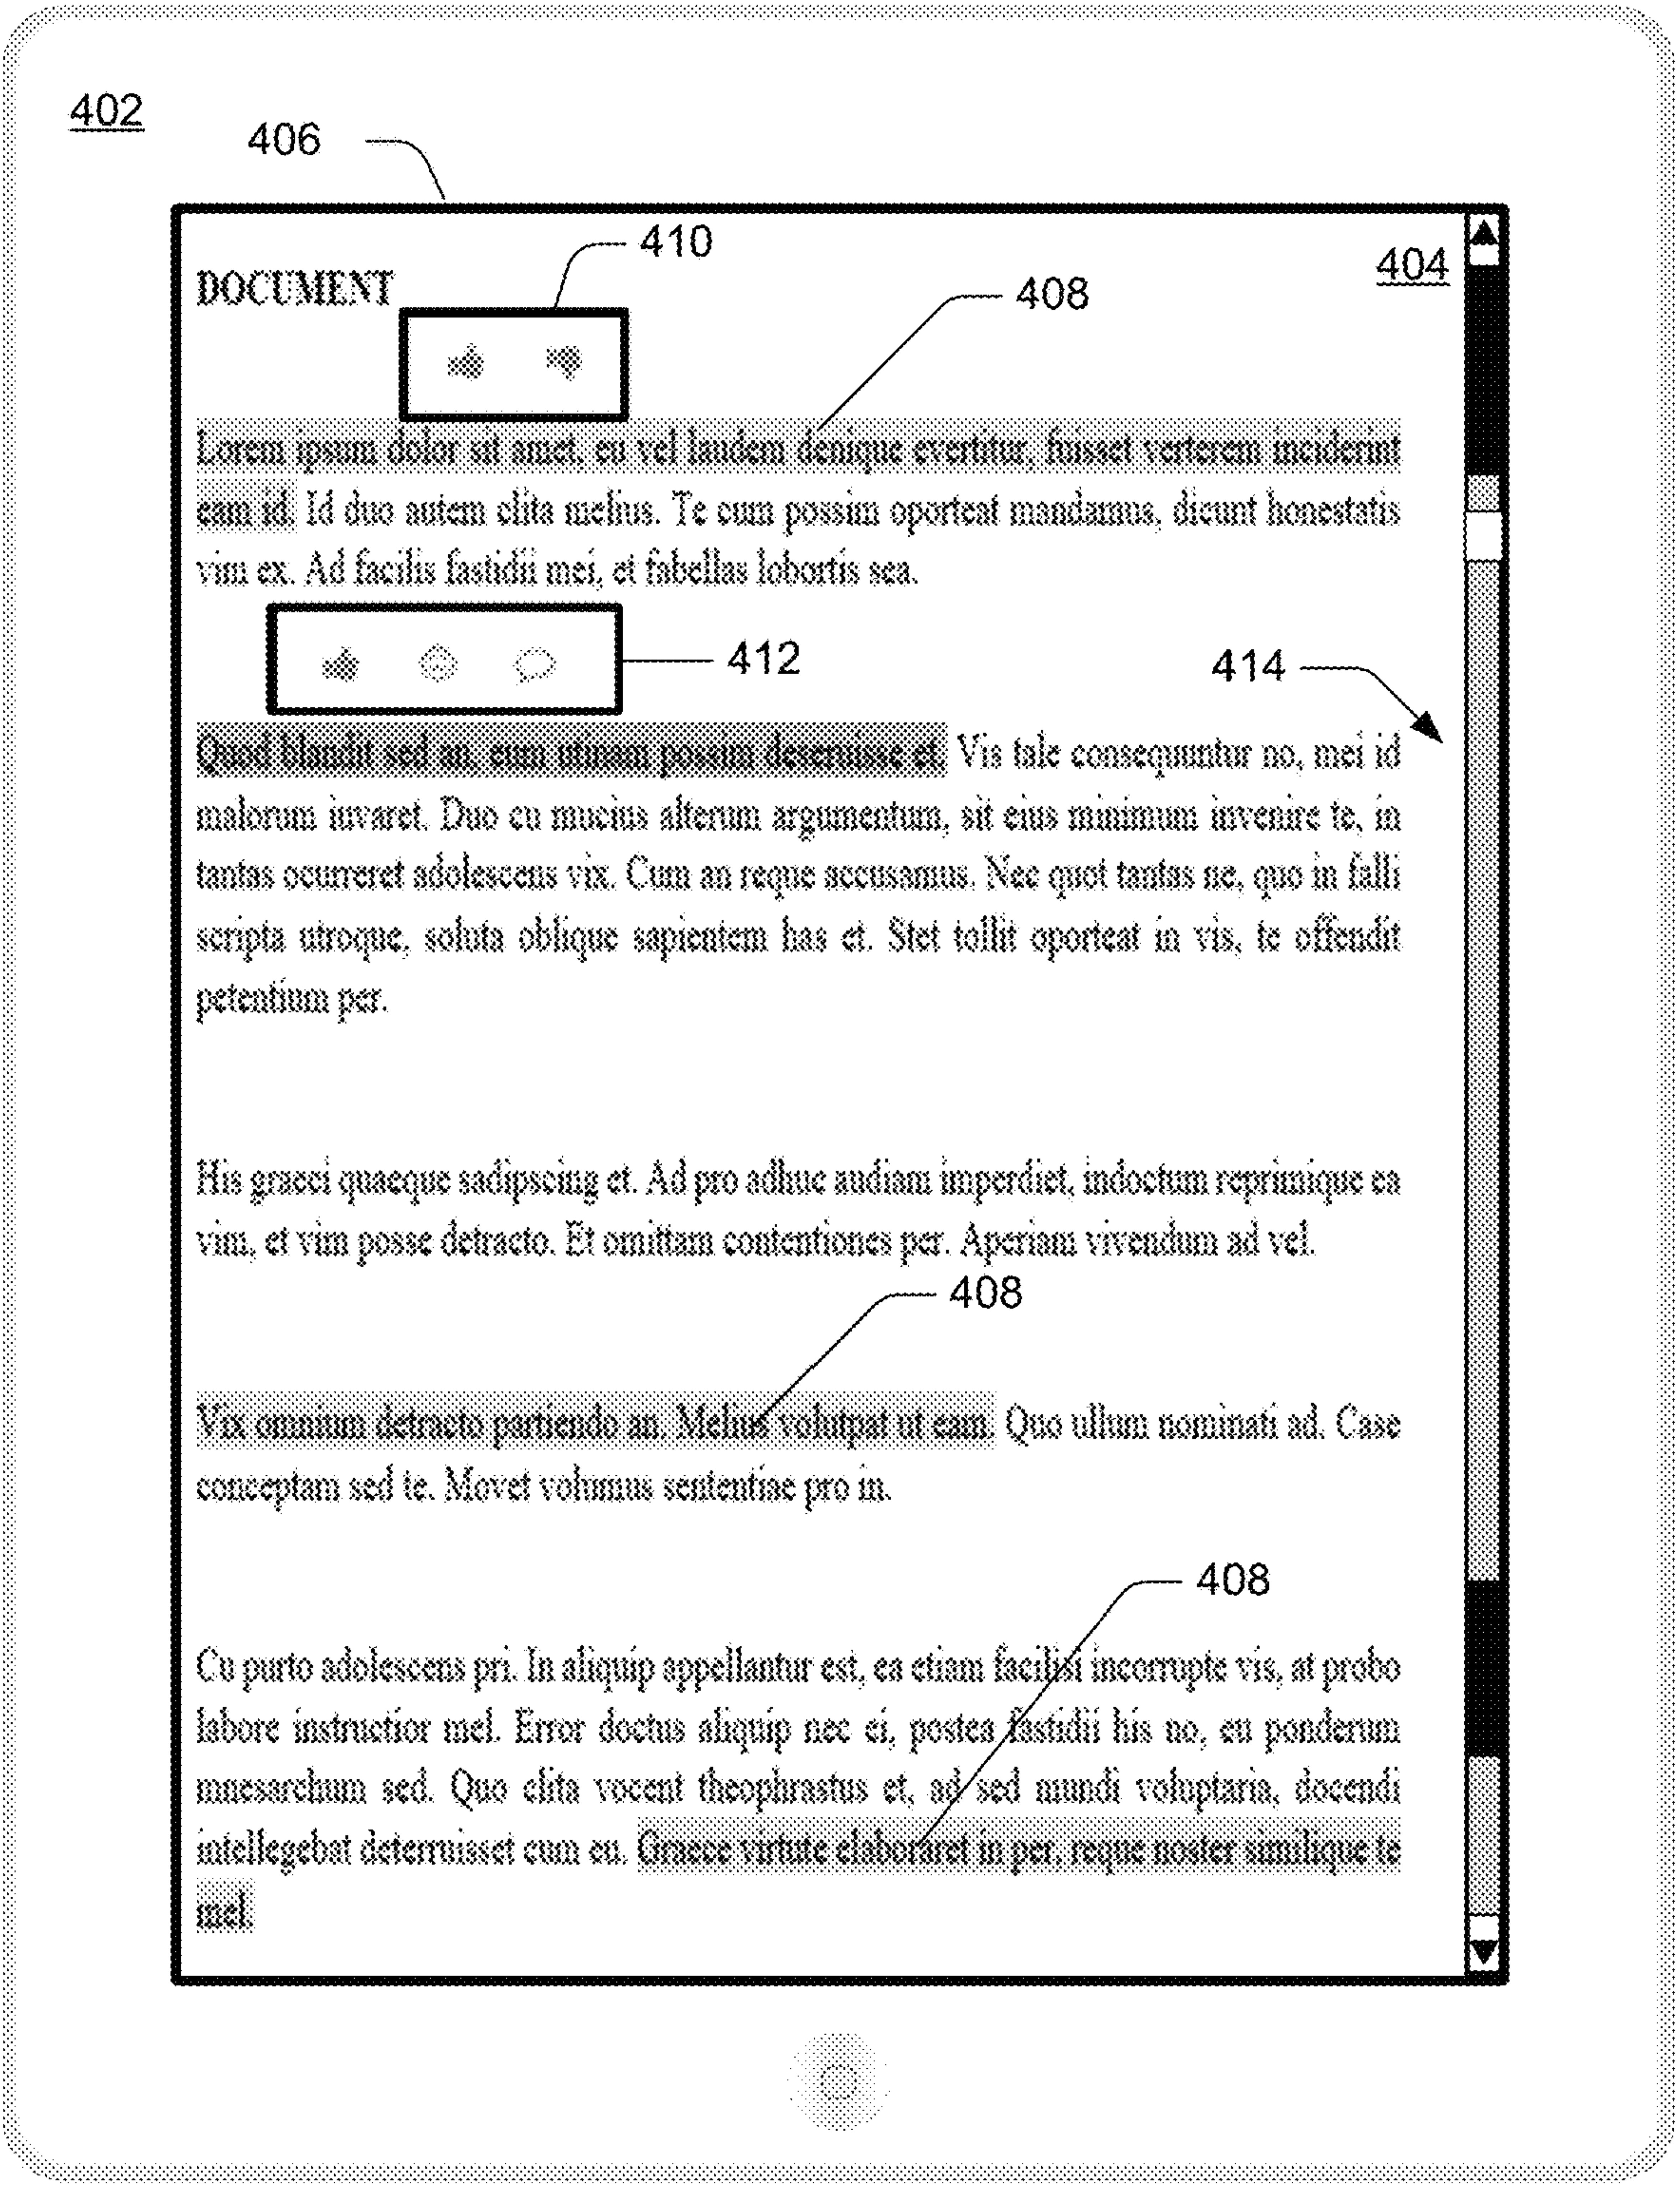 402
406
410
DOCUMENT
404
408
Lorem ipsum dolor sit amet, eu vel laudem denique evertitur, fuisset verterem inciderint
eam id. Id duo autem clita melius. Te cum possim oporteat mandamus, dicunt honestatis
vim ex. Ad facilis fastidii mei, et fabellas lobortis sea.
412
414
Quod blandit sed an, eum utinam possim deseruisse et. Vis tale consequuntur no, mei id
malorum iuvaret. Duo eu mucius alterum argumentum, sit eius minimum invenire te, in
tantas ocurreret adolescens vix. Cum an reque accusamus. Nec quot tantas ne, quo in falli
scripta utroque, soluta oblique sapientem has et. Stet tollit oporteat in vis, te offendit
petentium per.
His graeci quaeque sadipscing et. Ad pro adhuc audiam imperdiet, indoctum reprimique ea
vim, et vim posse detracto. Et omittam contentiones per. Aperiam vivendum ad vel.
408
Vix omnium detracto partiendo an. Melius volutpat ut eam. Quo ullum nominati ad. Case
conceptam sed te. Movet volumus sententiae pro in.
408
Cu purto adolescens pri. In aliquip appellantur est, ea etiam facilisi incorrupte vis, at probo
labore instructior mel. Error doctus aliquip nec ei, postea fastidii his no, eu ponderum
mnesarchum sed. Quo clita vocent theophrastus et, ad sed mundi voluptaria, docendi
intellegebat deterruisset cum eu. Graece virtute elaboraret in per, reque noster similique te
mel.